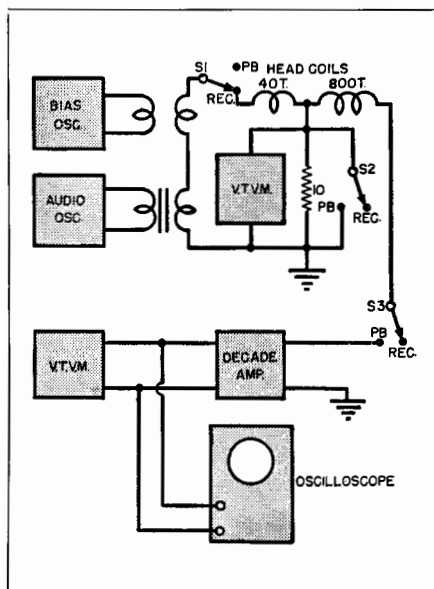 S1
PB HEAD COILS
40T. 800T.
REC.
BIAS
OSC.
AUDIO
OSC.
V.T.V.M.
10
S2
PB
REC.
S3
PB
REC.
V.T.V.M.
DECADE
AMP.
OSCILLOSCOPE